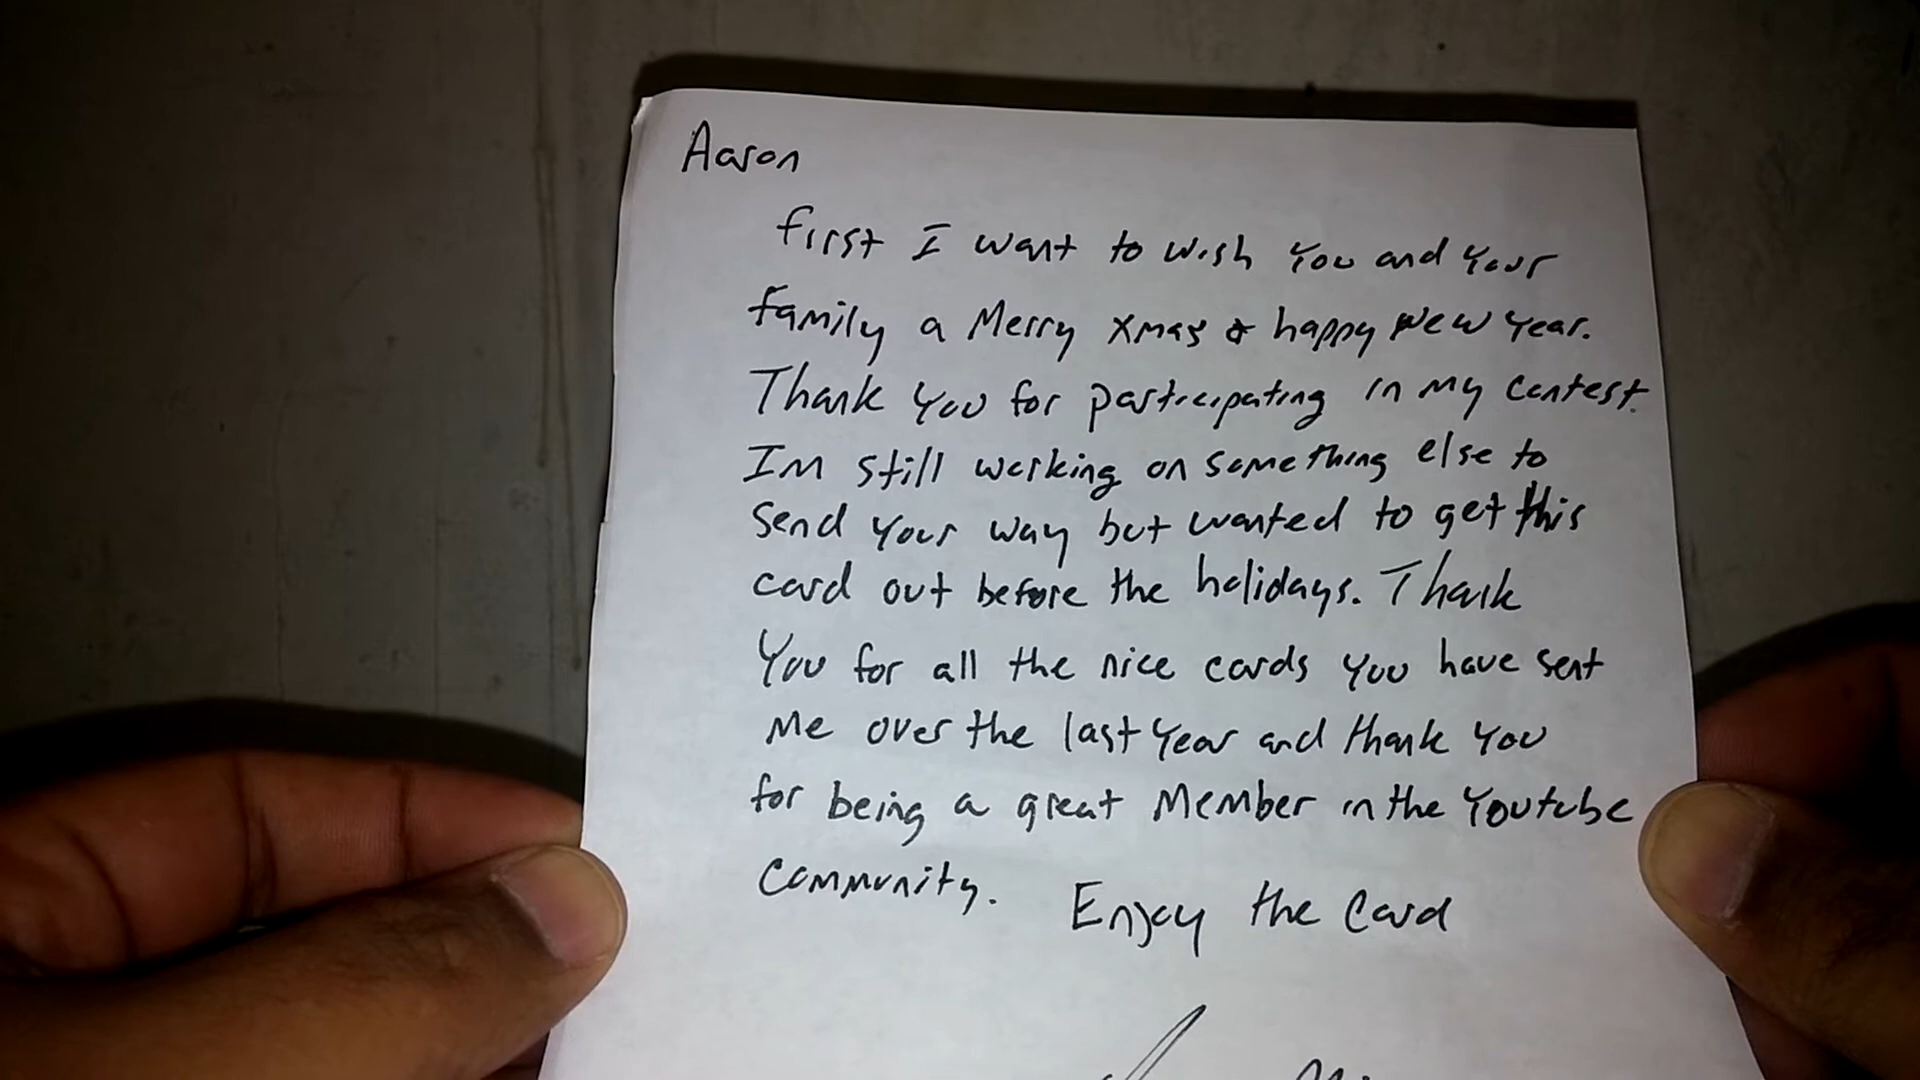 Aaron
First I want to wish You and Your
family a Merry Xmas & happy New Year.
Thank You for participating in my contest.
Im still working on something else to
send Your way but wanted to get this
card out before the holidays. Thank
You for all the nice cards You have sent
me over the last Year and thank You
for being a great Member in the Youtube
Community.
Enjoy the Card